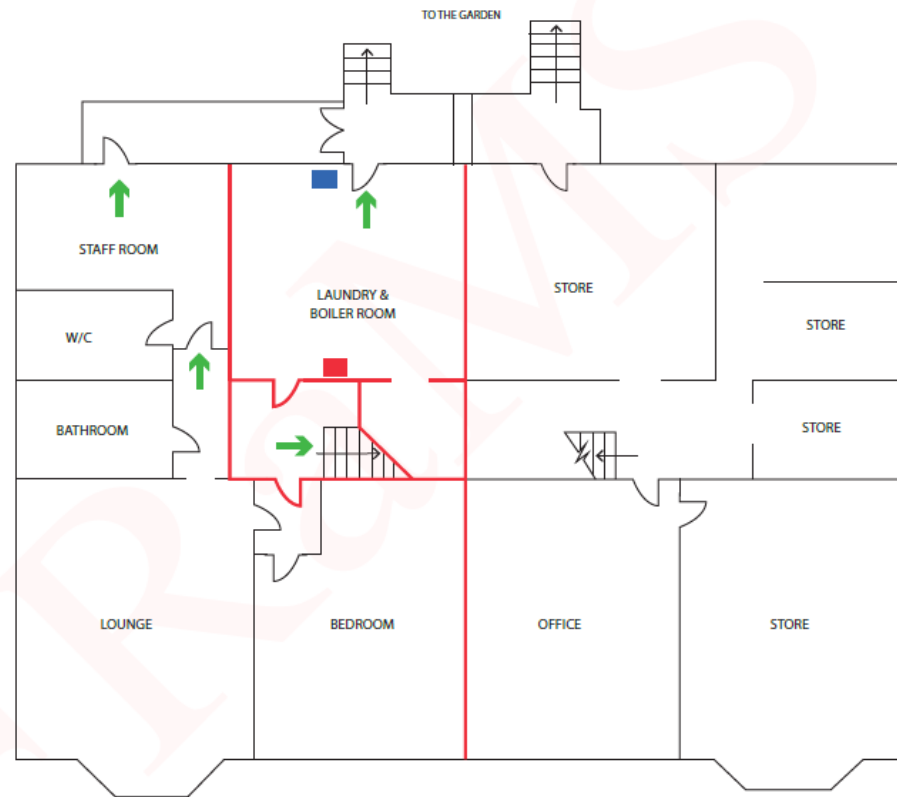 TO THE GARDEN
STAFF ROOM
LAUNDRY &
BOILER ROOM
STORE
W/C
STORE
BATHROOM
STORE
LOUNGE
BEDROOM
OFFICE
STORE